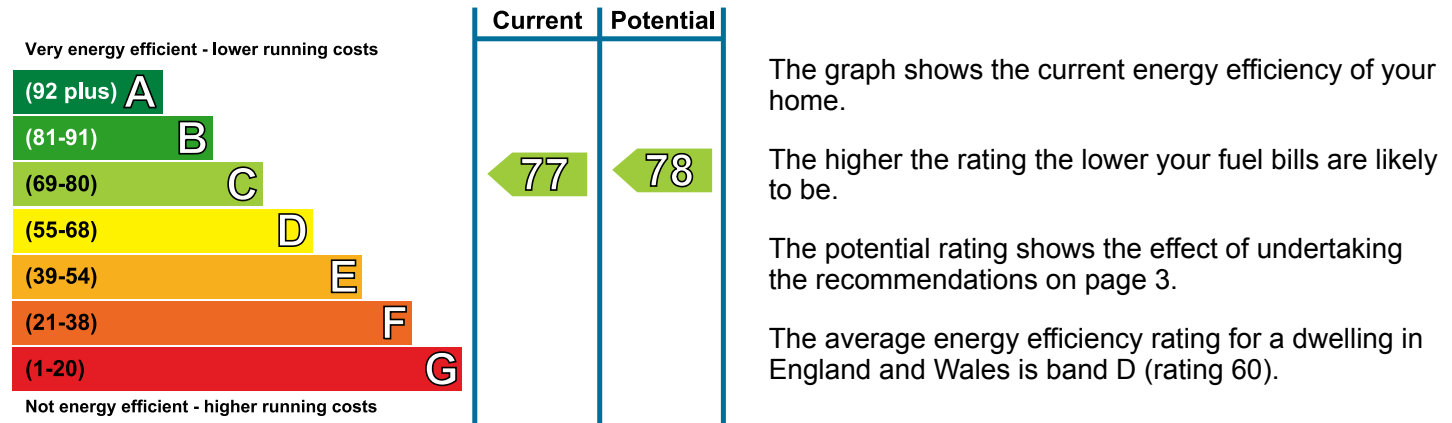 Current Potential
Very energy efficient - lower running costs
(92 plus) A
(81-91) B
(69-80) C
77 78
(55-68) D
(39-54) E
(21-38) F
(1-20) G
Not energy efficient - higher running costs
The graph shows the current energy efficiency of your
home.
The higher the rating the lower your fuel bills are likely
to be.
The potential rating shows the effect of undertaking
the recommendations on page 3.
The average energy efficiency rating for a dwelling in
England and Wales is band D (rating 60).